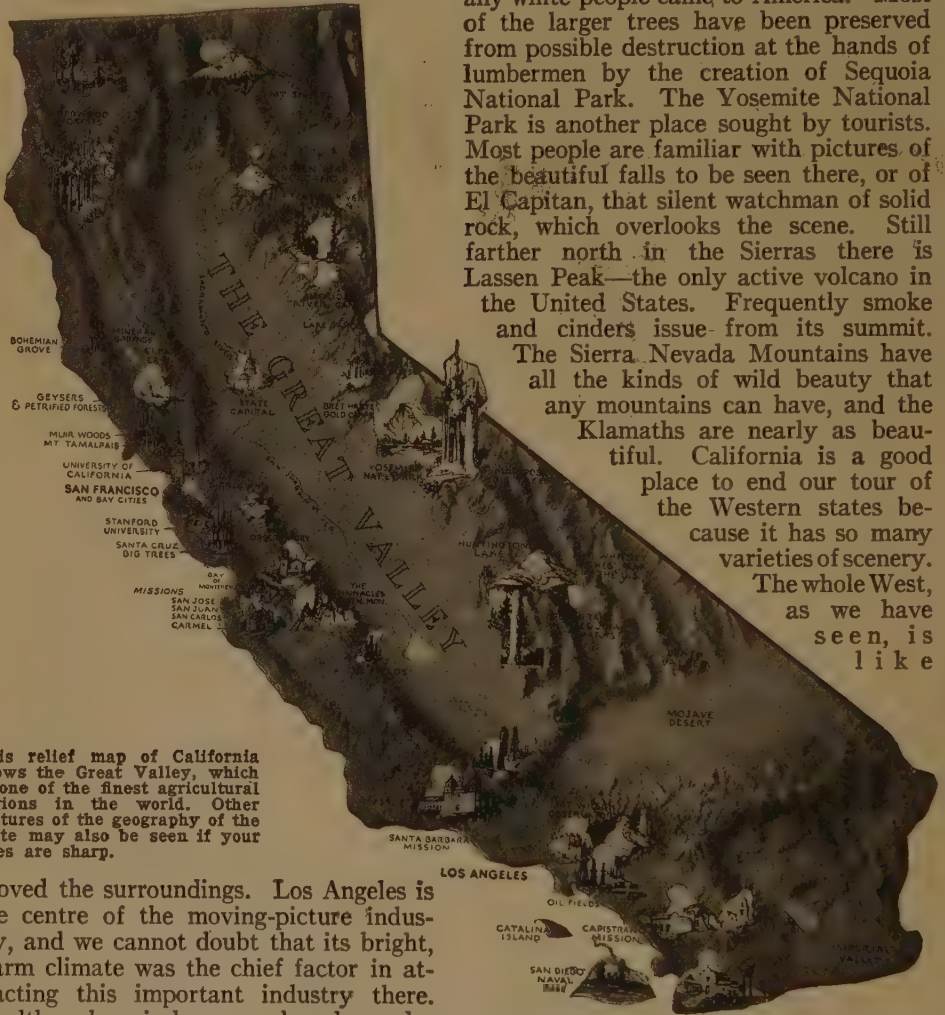 of the larger trees have been preserved
from possible destruction at the hands of
lumbermen by the creation of Sequoia
National Park. The Yosemite National
Park is another place sought by tourists.
Most people are familiar with pictures of
the beautiful falls to be seen there, or of
El Capitan, that silent watchman of solid
rock, which overlooks the scene. Still
farther north in the Sierras there is
Lassen Peak—the only active volcano in
the United States. Frequently smoke
and cinders issue from its summit.
The Sierra Nevada Mountains have
all the kinds of wild beauty that
any mountains can have, and the
Klamaths are nearly as beau-
tiful. California is a good
place to end our tour of
the Western states be-
cause it has so many
varieties of scenery.
The whole West,
as we have
seen, is
like
THE GREAT VALLEY
BOHEMIAN
GROVE
GEYSERS
& PETRIFIED FORESTS
MUIR WOODS
MT TAMALPAIS
UNIVERSITY OF
CALIFORNIA
SAN FRANCISCO
AND BAY CITIES
STANFORD
UNIVERSITY
SANTA CRUZ
BIG TREES
BAY
OF
MONTEREY
MISSIONS
SAN JOSE
SAN JUAN
SAN CARLOS
CARMEL
STATE
CAPITAL
HUNTINGTON
LAKE
MOJAVE
DESERT
SANTA BARBARA
MISSION
LOS ANGELES
OIL FIELDS
CATALINA
ISLAND
CAPISTRANO
MISSION
SAN DIEGO
NAVAL
IMPERIAL
VALLEY
is relief map of California
ows the Great Valley, which
one of the finest agricultural
ions in the world. Other
tures of the geography of the
te may also be seen if your
es are sharp.
oved the surroundings. Los Angeles is
e centre of the moving-picture indus-
y, and we cannot doubt that its bright,
arm climate was the chief factor in at-
acting this important industry there.